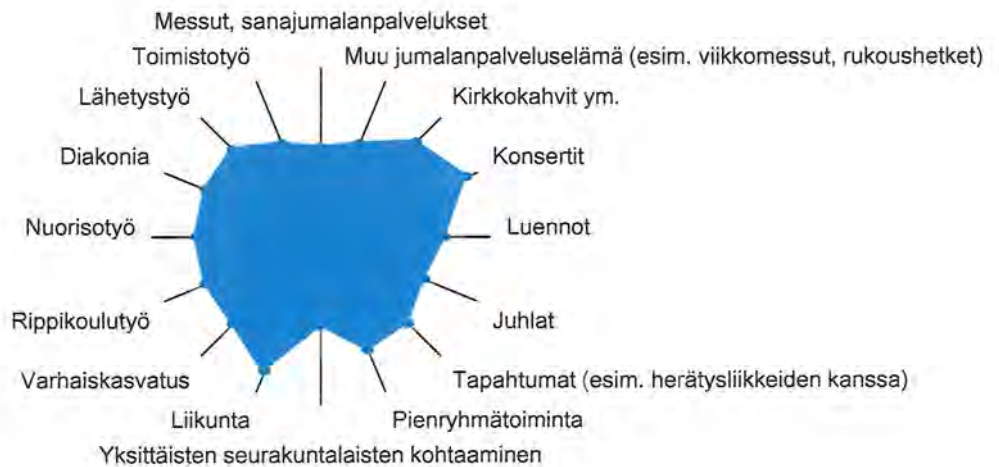 Messut, sanajumalanpalvelukset
Toimistotyö
Muu jumalanpalveluselämä (esim. viikkomessut, rukoushetket)
Lähetystyö
Kirkkokahvit ym.
Diakonia
Konsertit
Nuorisotyö
Luennot
Rippikoulutyö
Juhlat
Varhaiskasvatus
Tapahtumat (esim. herätysliikkeiden kanssa)
Liikunta
Pienryhmätoiminta
Yksittäisten seurakuntalaisten kohtaaminen